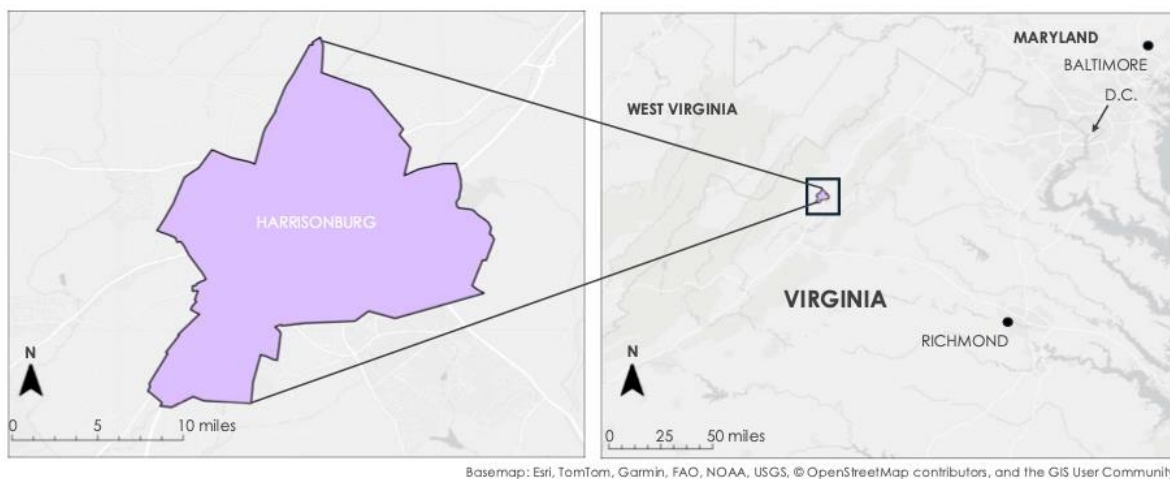 HARRISONBURG
N
0 5 10 miles
MARYLAND
BALTIMORE
D.C.
WEST VIRGINIA
VIRGINIA
RICHMOND
N
0 25 50 miles
Basemap: Esri, TomTom, Garmin, FAO, NOAA, USGS, © OpenStreetMap contributors, and the GIS User Community